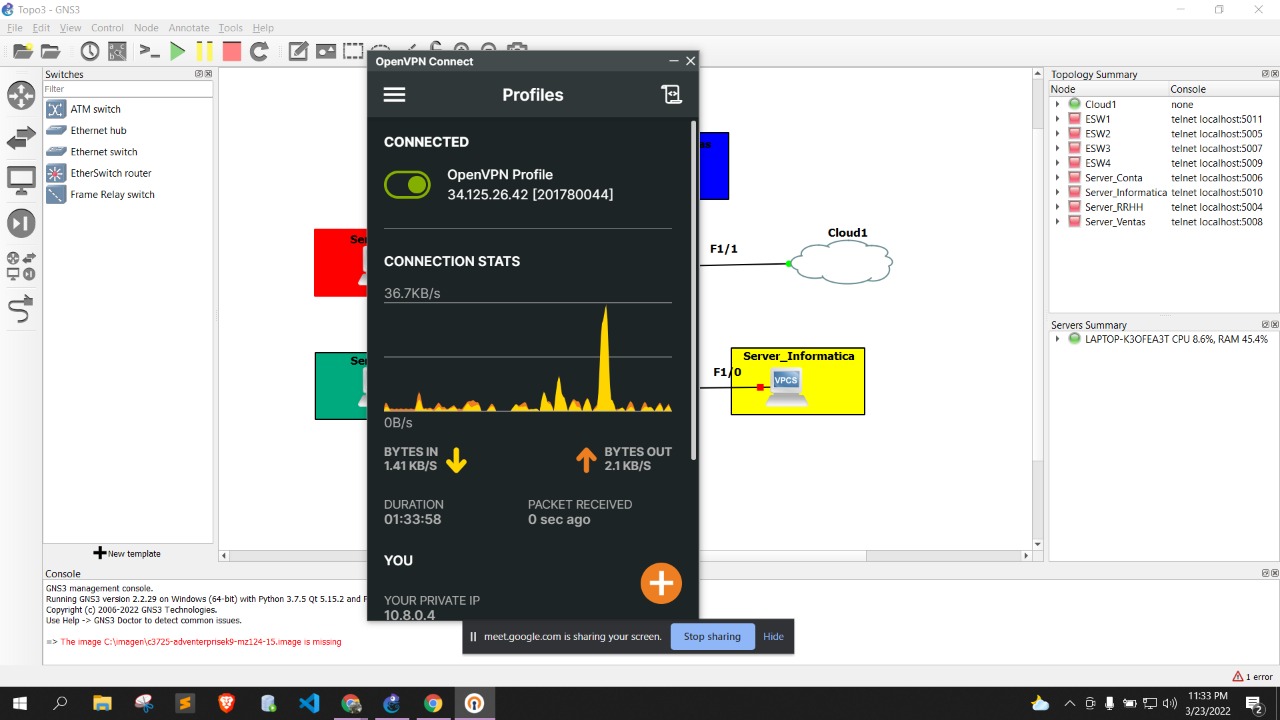 Topo3 - GNS3
File Edit View Control Node Annotate Tools Help
Switches
Filter
ATM switch
Ethernet hub
Ethernet switch
EtherSwitch router
Frame Relay switch
New template
OpenVPN Connect
Profiles
CONNECTED
OpenVPN Profile
34.125.26.42 [201780044]
CONNECTION STATS
36.7KB/s
0B/s
BYTES IN
1.41 KB/S
BYTES OUT
2.1 KB/S
DURATION
01:33:58
PACKET RECEIVED
0 sec ago
YOU
YOUR PRIVATE IP
10.8.0.4
Se
Se
Cloud1
F1/1
Server_Informatica
F1/0
VPCS
Topology Summary
Node Console
Cloud1 none
ESW1 telnet localhost:5011
ESW2 telnet localhost:5005
ESW3 telnet localhost:5007
ESW4 telnet localhost:5009
Server_Conta telnet localhost:5006
Server_Informatica telnet localhost:5010
Server_RRHH telnet localhost:5004
Server_Ventas telnet localhost:5008
Servers Summary
LAPTOP-K3OFEA3T CPU 8.6%, RAM 45.4%
Console
GNS3 management console.
Running GNS3 version 2.2.29 on Windows (64-bit) with Python 3.7.5 Qt 5.15.2 and
Copyright (c) 2006-2022 GNS3 Technologies.
Use Help -> GNS3 Doctor to detect common issues.
=> The image C:\imagen\c3725-adventerprisek9-mz124-15.image is missing
meet.google.com is sharing your screen. Stop sharing Hide
1 error
11:33 PM
3/23/2022
2